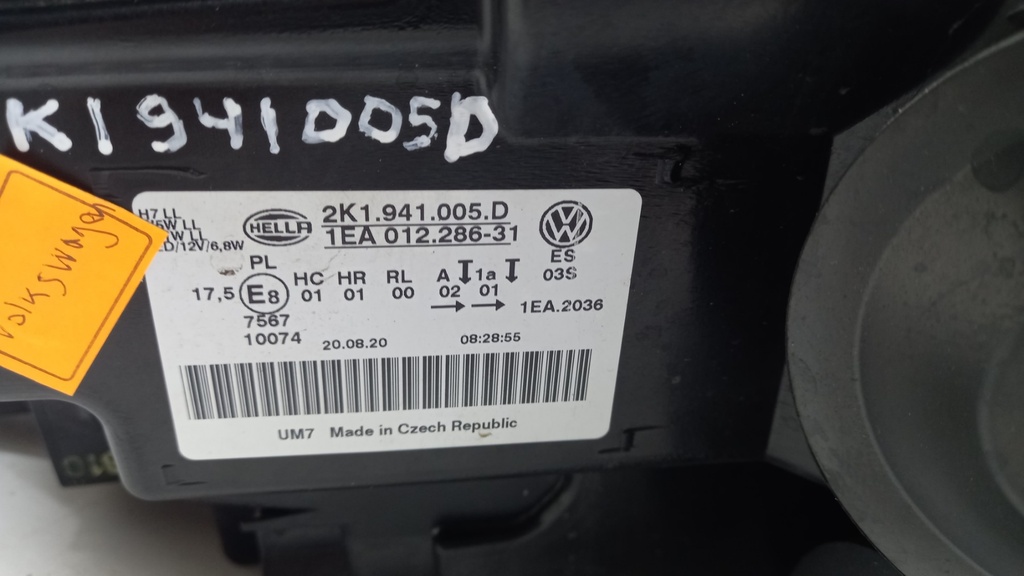 K1941005D
Volkswagen
H7 LL
W LL
W LL
D/12V/6,8W
HELLA
2K1.941.005.D
1EA 012.286-31
VW
ES
03S
PL
17,5 E8
HC HR RL A 1a
01 01 00 02 01
→ →
1EA.2036
7567
10074
20.08.20 08:28:55
UM7 Made in Czech Republic